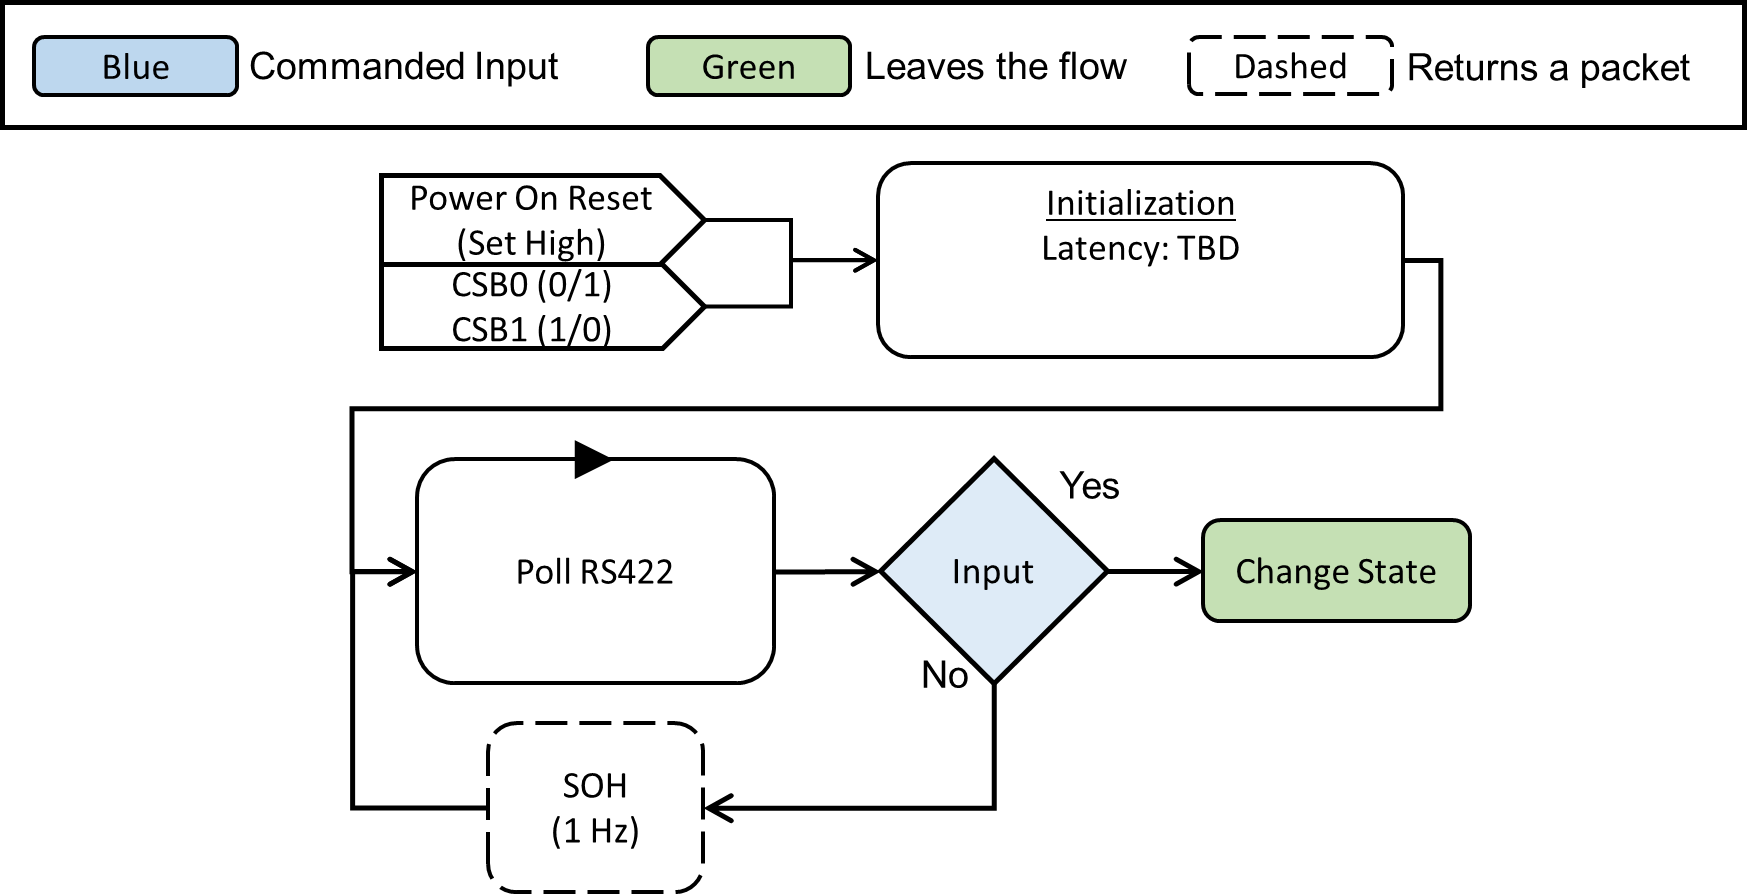 Blue
Commanded Input
Green
Leaves the flow
Dashed
Returns a packet
Power On Reset
(Set High)
CSB0 (0/1)
CSB1 (1/0)
Initialization
Latency: TBD
Poll RS422
Input
Yes
No
Change State
SOH
(1 Hz)